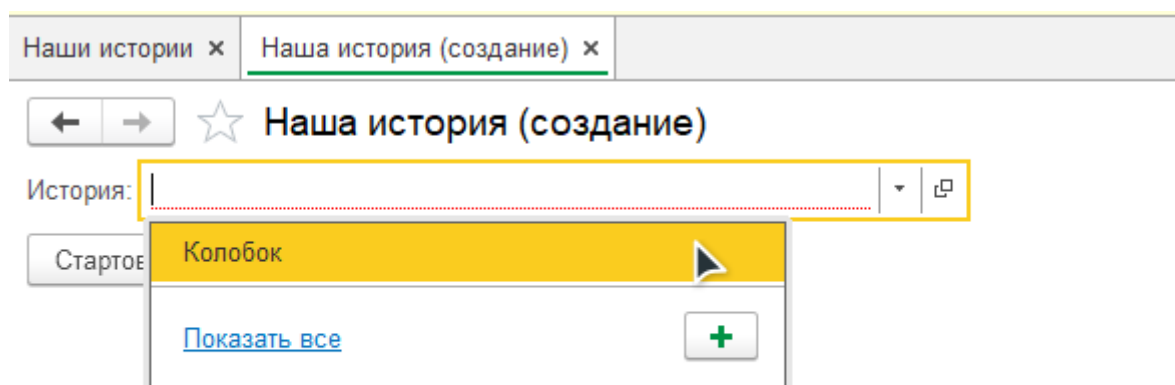 Наши истории × Наша история (создание) ×
Наша история (создание)
История:
Стартов
Колобок
Показать все